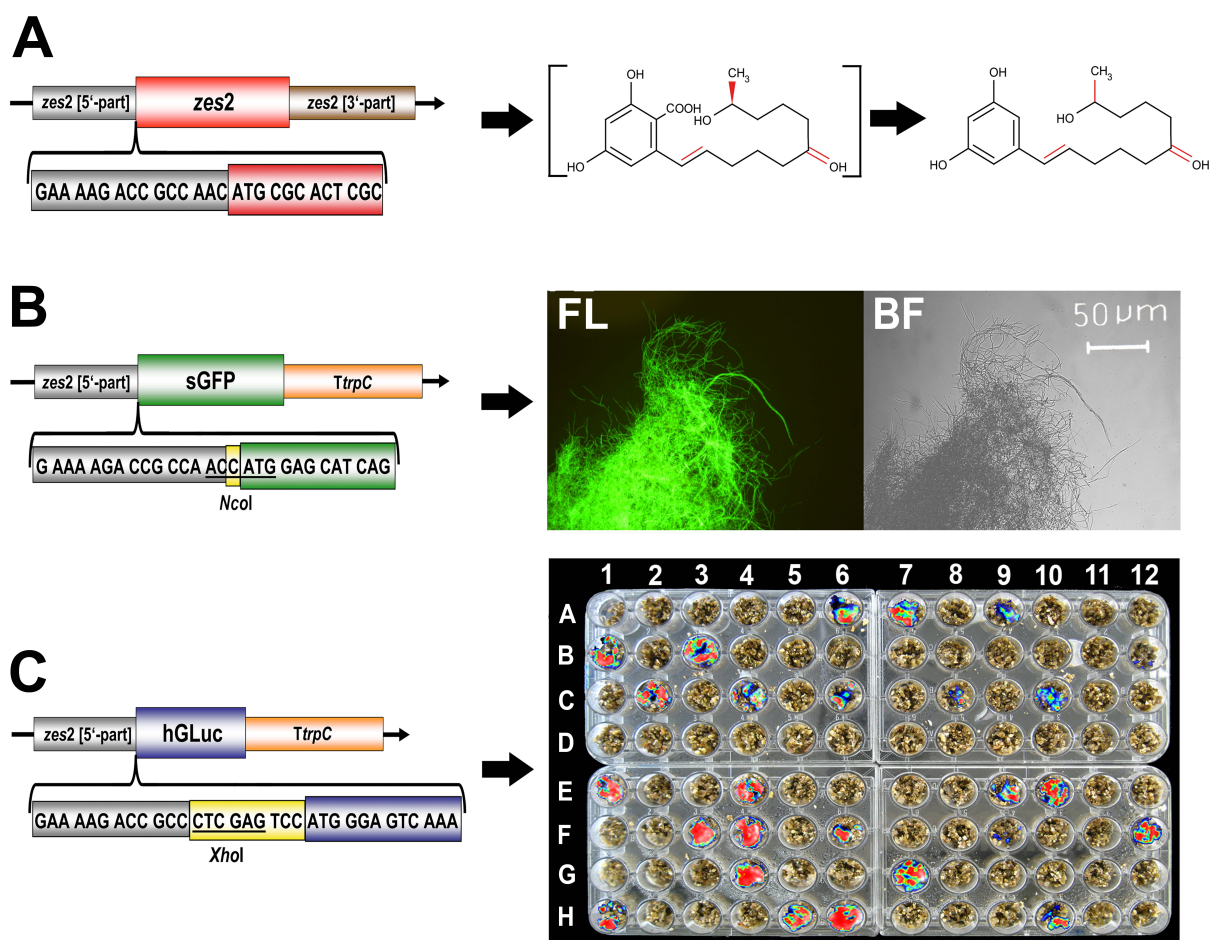 A
zes2 [5‘-part] zes2 zes2 [3‘-part]
GAA AAG ACC GCC AAC ATG CGC ACT CGC
OH CH3
COOH
HO
HO OH
OH CH3
HO
HO OH
B
zes2 [5‘-part] sGFP TtrpC
G AAA AGA CCG CCA ACC ATG GAG CAT CAG
NcoI
FL BF 50 µm
C
zes2 [5‘-part] hGLuc TtrpC
GAA AAG ACC GCC CTC GAG TCC ATG GGA GTC AAA
XhoI
1 2 3 4 5 6 7 8 9 10 11 12
A
B
C
D
E
F
G
H